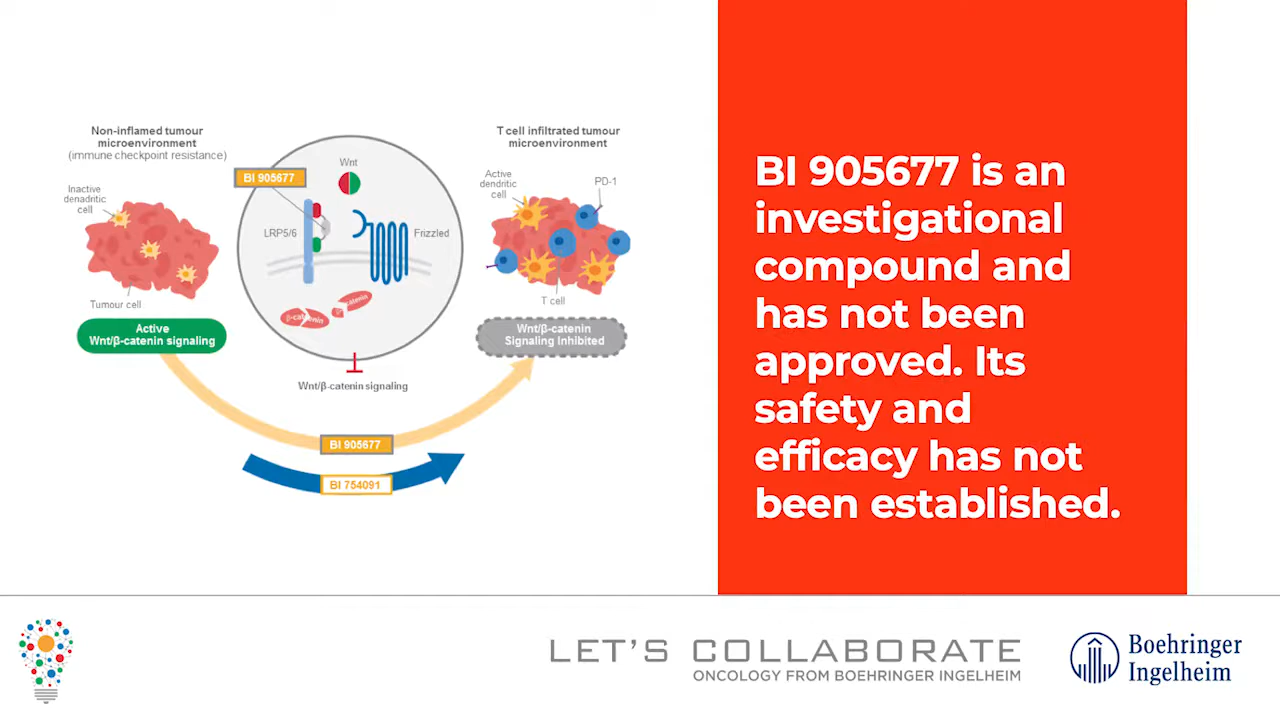 Non-inflamed tumour
microenvironment
(immune checkpoint resistance)
Inactive
denadritic
cell
Tumour cell
Active
Wnt/β-catenin signaling
BI 905677
Wnt
LRP5/6
Frizzled
β-catenin
β-catenin
Wnt/β-catenin signaling
T cell infiltrated tumour
microenvironment
Active
dendritic
cell
PD-1
T cell
Wnt/β-catenin
Signaling Inhibited
BI 905677
BI 754091
BI 905677 is an
investigational
compound and
has not been
approved. Its
safety and
efficacy has not
been established.
LET'S COLLABORATE
ONCOLOGY FROM BOEHRINGER INGELHEIM
Boehringer
Ingelheim